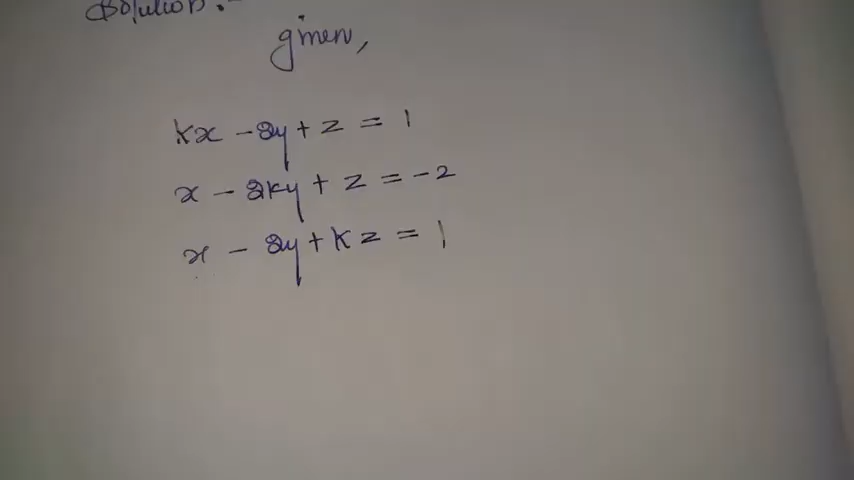 Solution :-
given,
kx - 2y + z = 1
x - 2ky + z = -2
x - 2y + kz = 1